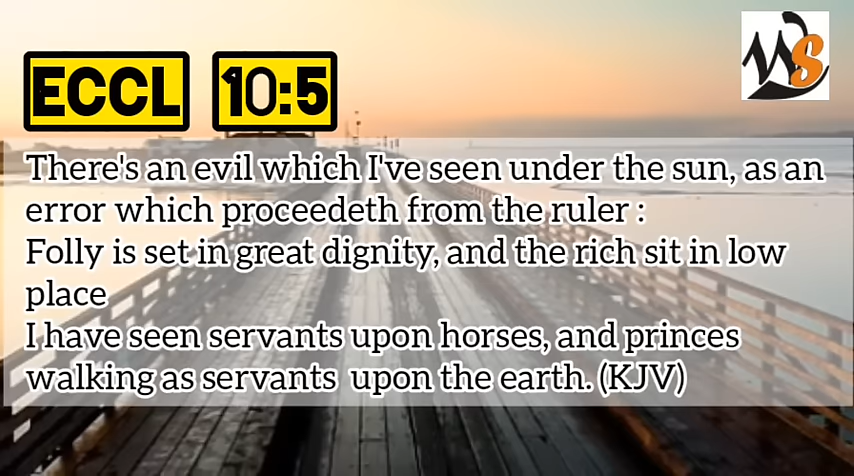 ECCL 10:5
WS
There's an evil which I've seen under the sun, as an
error which proceedeth from the ruler :
Folly is set in great dignity, and the rich sit in low
place
I have seen servants upon horses, and princes
walking as servants  upon the earth. (KJV)